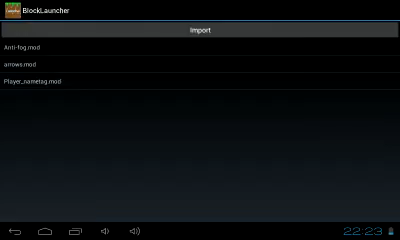 BlockLauncher
Import
Anti-fog.mod
arrows.mod
Player_nametag.mod
22:23